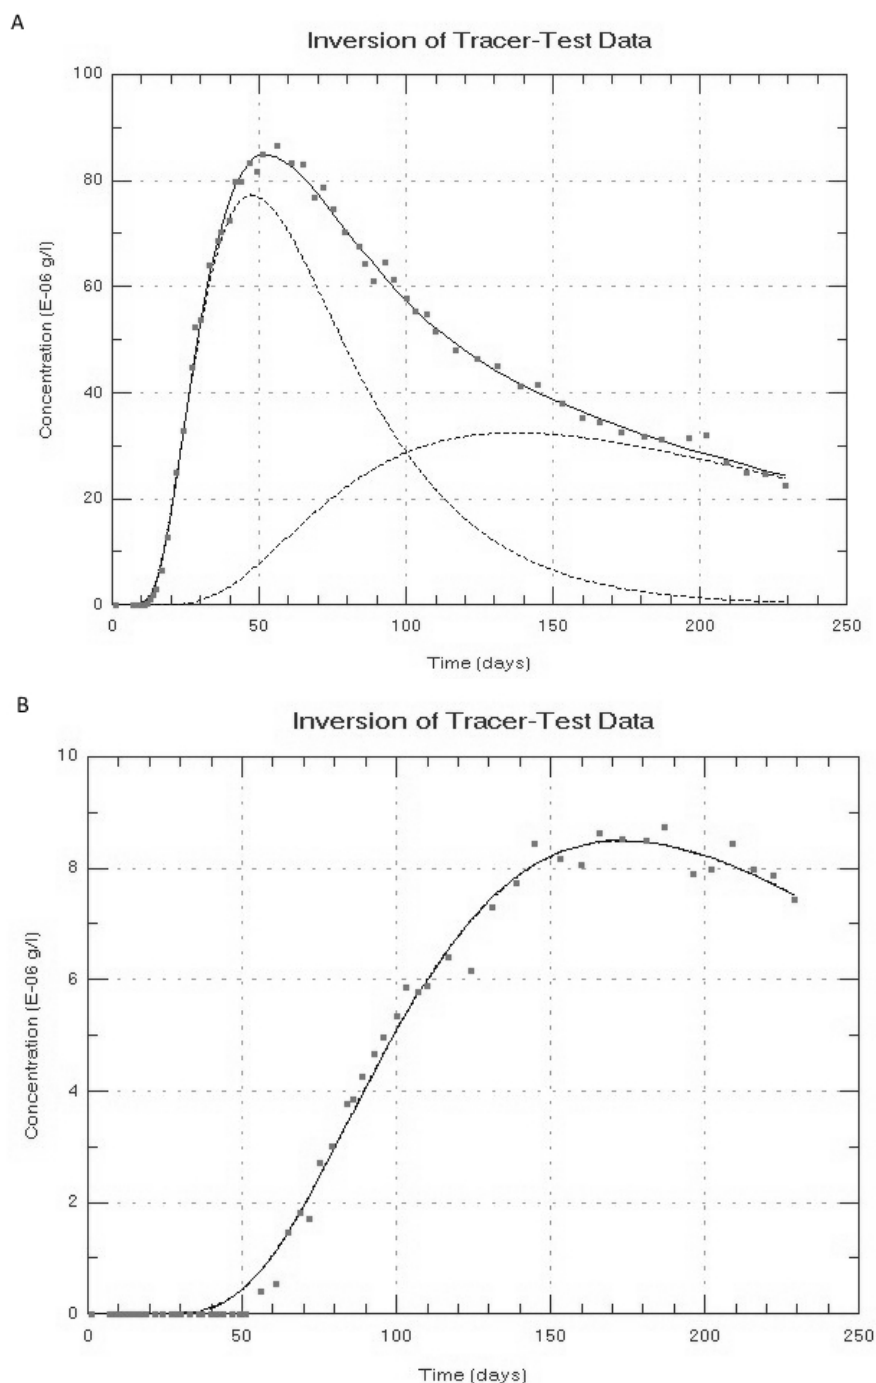 A
Inversion of Tracer-Test Data
100
80
60
40
20
0
Concentration (E-06 g/l)
0 50 100 150 200 250
Time (days)
B
Inversion of Tracer-Test Data
10
8
6
4
2
0
Concentration (E-06 g/l)
0 50 100 150 200 250
Time (days)